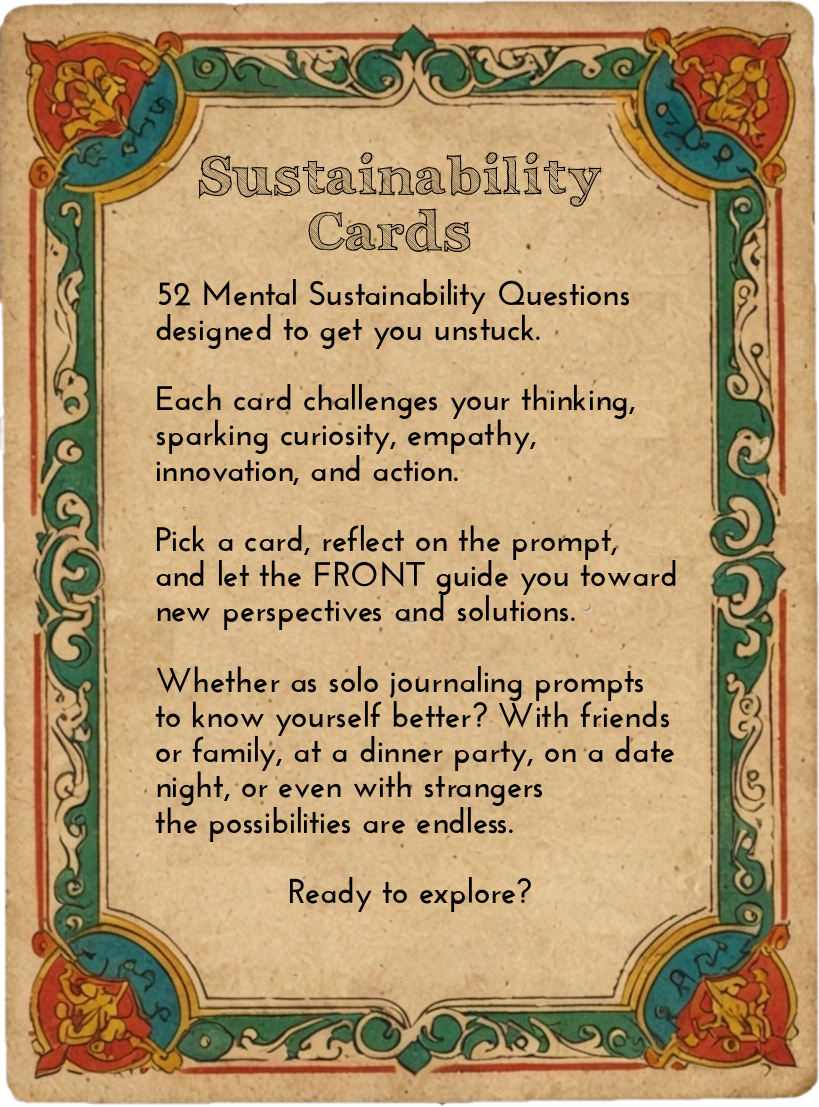 Sustainability
Cards
52 Mental Sustainability Questions
designed to get you unstuck.
Each card challenges your thinking,
sparking curiosity, empathy,
innovation, and action.
Pick a card, reflect on the prompt,
and let the FRONT guide you toward
new perspectives and solutions.
Whether as solo journaling prompts
to know yourself better? With friends
or family, at a dinner party, on a date
night, or even with strangers
the possibilities are endless.
Ready to explore?